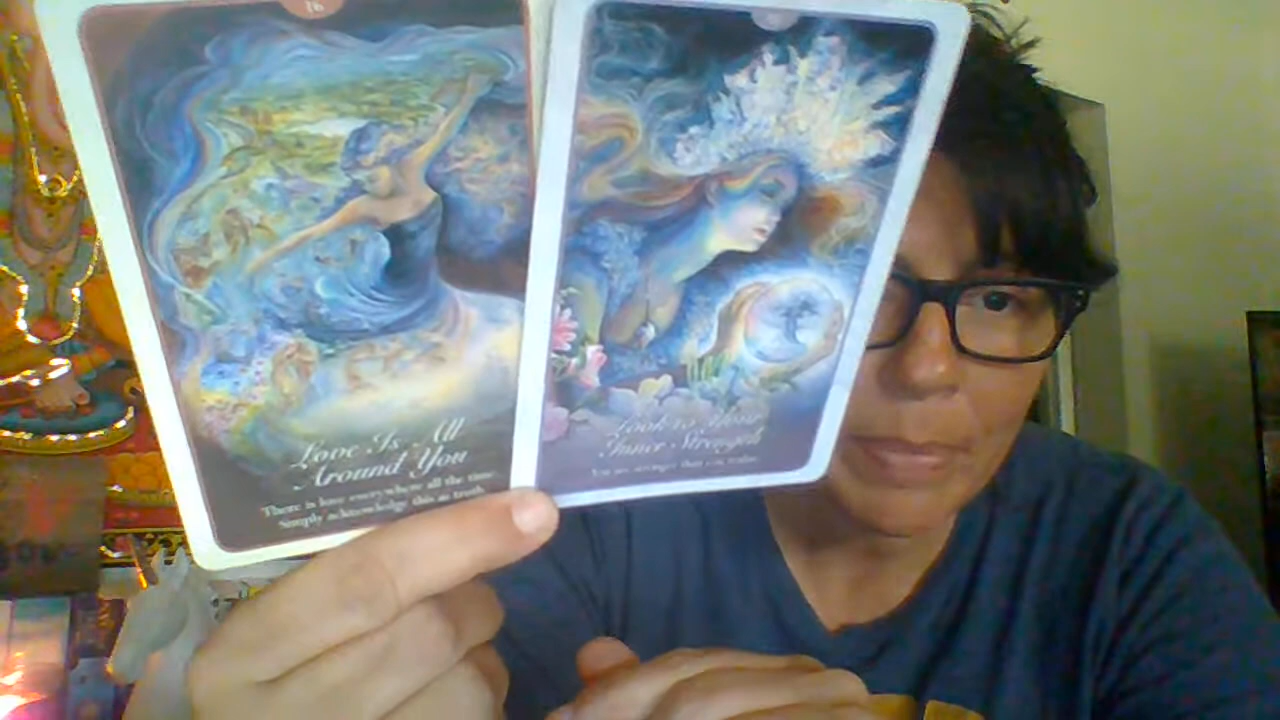 16
Love Is All
Around You
There is love everywhere all the time.
Simply acknowledge this as truth.
Look to Your
Inner Strength
You are stronger than you realize.